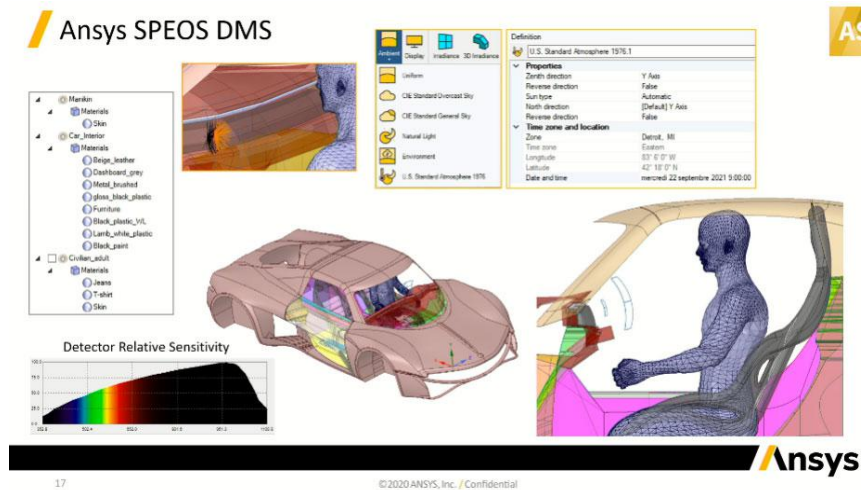 Ansys SPEOS DMS
AS
Manikin
Materials
Skin
Car_Interior
Materials
Beige_leather
Dashboard_grey
Metal_brushed
gloss_black_plastic
Furniture
Black_plastic_WL
Lamb_white_plastic
Black_paint
Civilian_adult
Materials
Jeans
T-shirt
Skin
Ambient
Display
Irradiance
3D Irradiance
Uniform
CIE Standard Overcast Sky
CIE Standard General Sky
Natural Light
Environment
U.S. Standard Atmosphere 1976
Definition
U.S. Standard Atmosphere 1976.1
Properties
Zenith direction Y Axis
Reverse direction False
Sun type Automatic
North direction [Default] Y Axis
Reverse direction False
Time zone and location
Zone Detroit, MI
Time zone Eastern
Longitude 83° 6' 0" W
Latitude 42° 18' 0" N
Date and time mercredi 22 septembre 2021 9:00:00
Detector Relative Sensitivity
Ansys
17
©2020 ANSYS, Inc. / Confidential